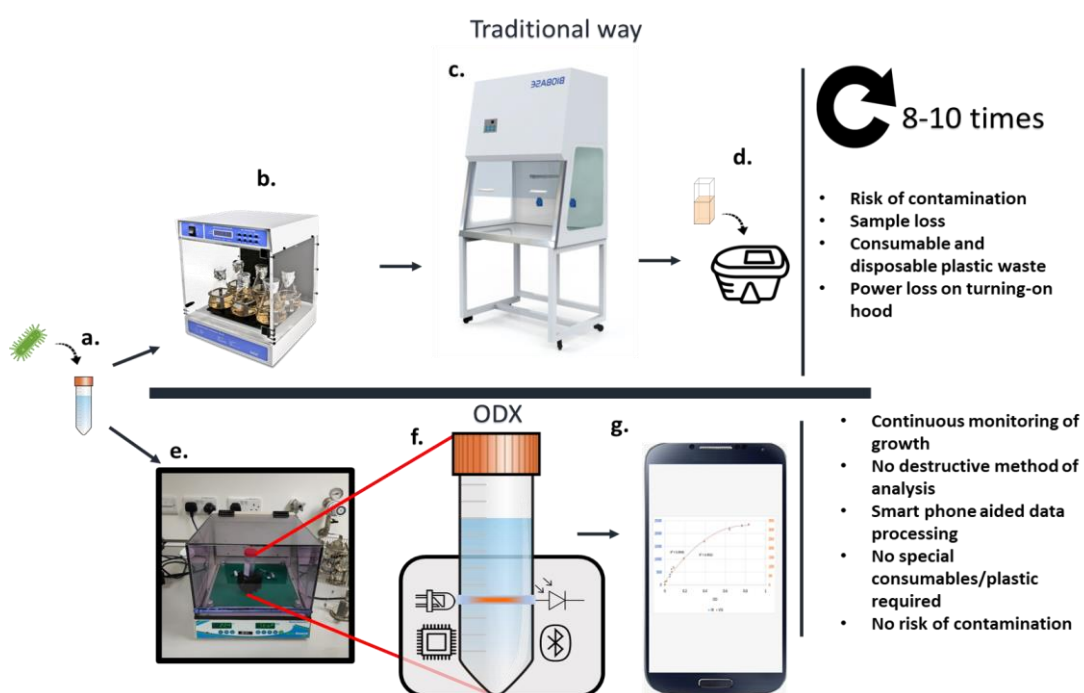 Traditional way
c.
BIOBASE
b.
d.
8-10 times
• Risk of contamination
• Sample loss
• Consumable and
disposable plastic waste
• Power loss on turning-on
hood
a.
ODX
e.
f.
g.
• Continuous monitoring of
growth
• No destructive method of
analysis
• Smart phone aided data
processing
• No special
consumables/plastic
required
• No risk of contamination